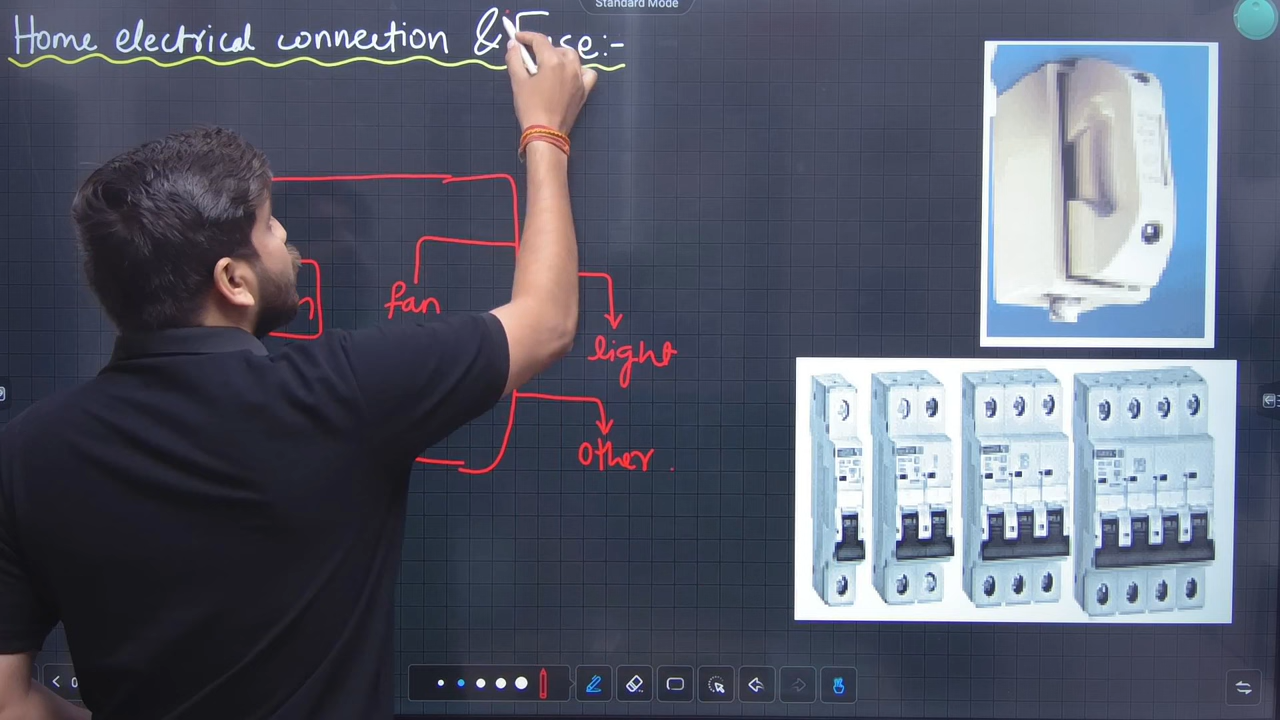 Standard Mode
Home electrical connection &
fan
light
other.